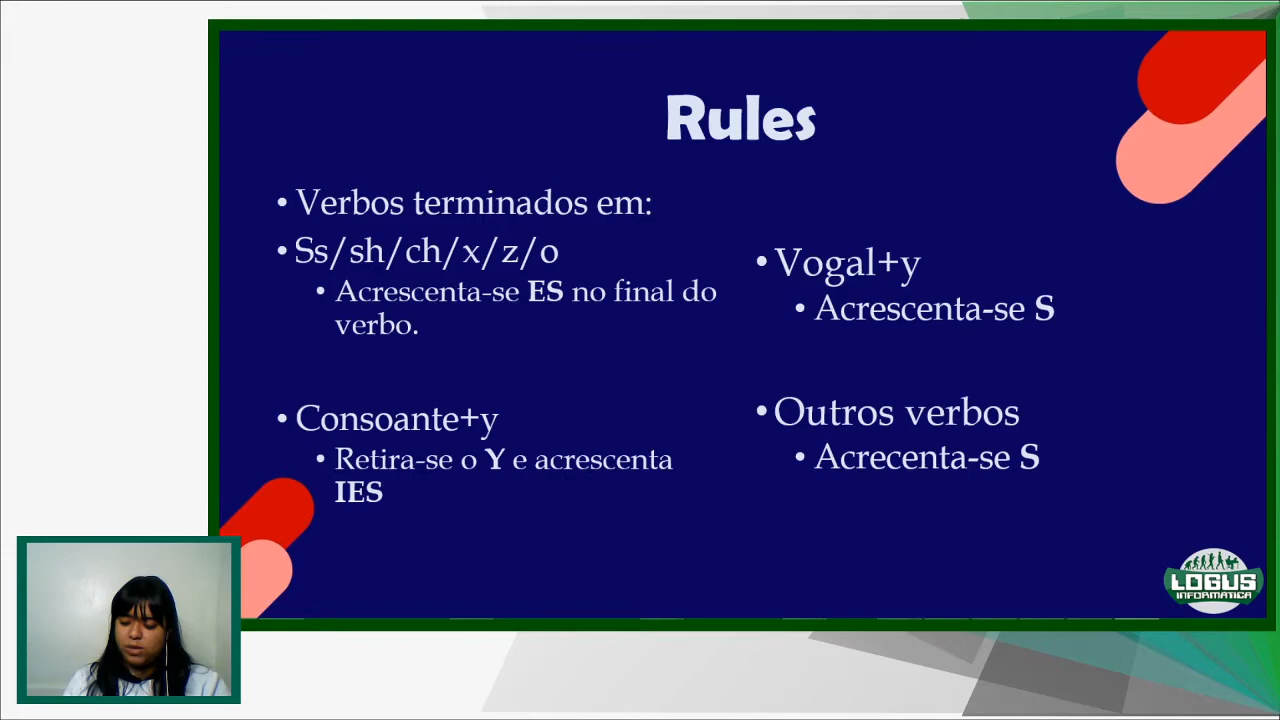 Rules
• Verbos terminados em:
• Ss/sh/ch/x/z/o
• Acrescenta-se ES no final do
verbo.
• Consoante+y
• Retira-se o Y e acrescenta
IES
• Vogal+y
• Acrescenta-se S
• Outros verbos
• Acrecenta-se S
LOGUS
INFORMÁTICA